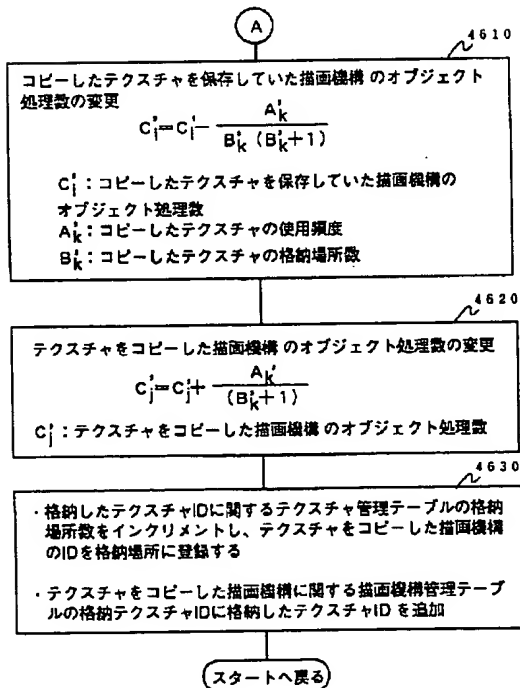 A
4610
コピーしたテクスチャを保存していた描画機構 のオブジェクト
処理数の変更
C'i=C'i− A'k / B'k (B'k+1)
C'i：コピーしたテクスチャを保存していた描画機構の
オブジェクト処理数
A'k：コピーしたテクスチャの使用頻度
B'k：コピーしたテクスチャの格納場所数
4620
テクスチャをコピーした描画機構 のオブジェクト処理数の変更
C'j=C'j+ Ak' / (B'k+1)
C'j：テクスチャをコピーした描画機構 のオブジェクト処理数
4630
・格納したテクスチャIDに関するテクスチャ管理テーブルの格納
場所数をインクリメントし、テクスチャをコピーした描画機構
のIDを格納場所に登録する
・テクスチャをコピーした描画機構に関する描画機構管理テーブ
ルの格納テクスチャIDに格納したテクスチャID を追加
スタートへ戻る